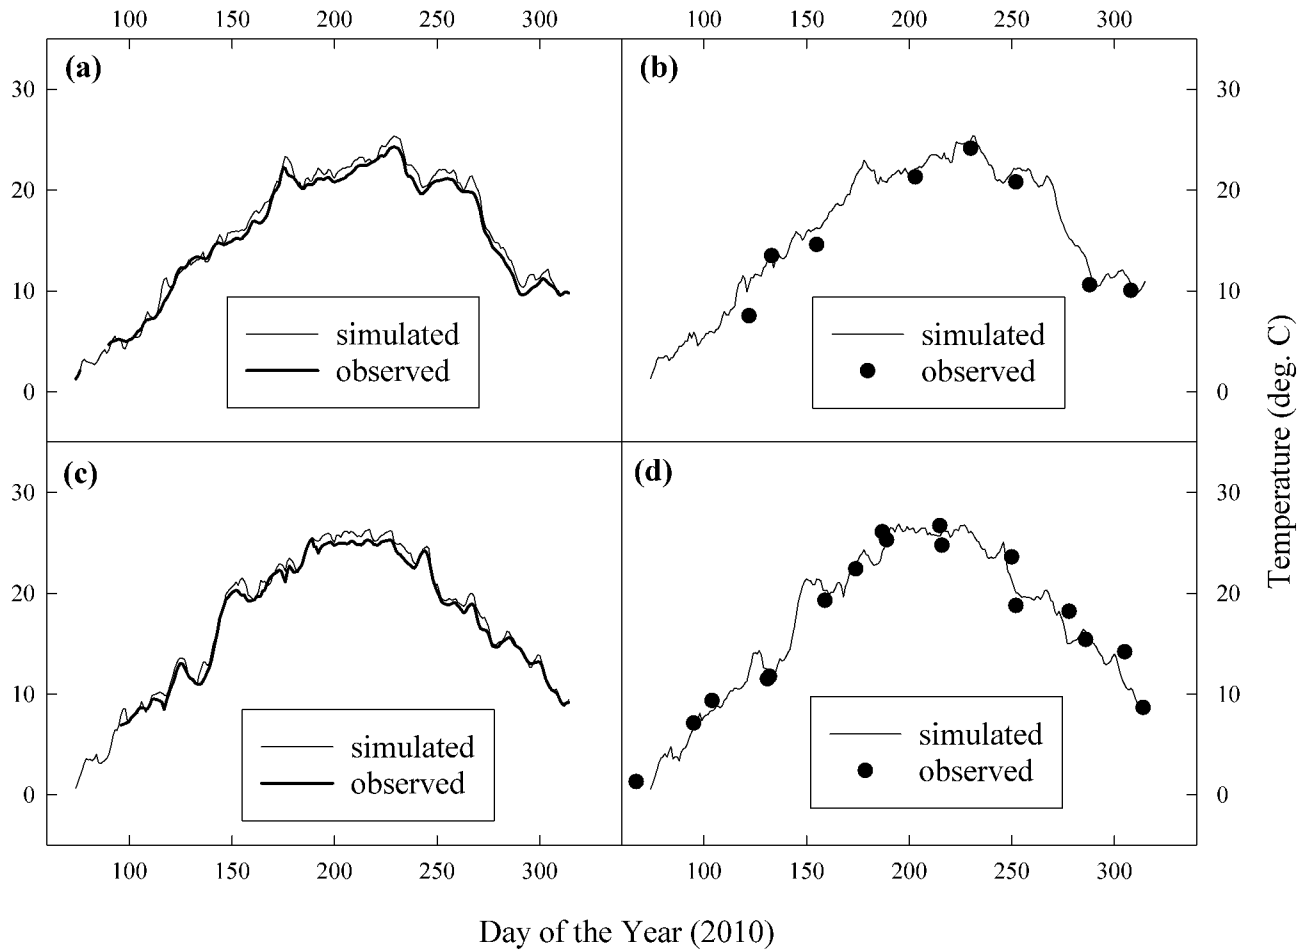 100 150 200 250 300 100 150 200 250 300
(a) (b)
30 30
20 20
10 10
simulated simulated
observed observed
0 0
Temperature (deg. C)
(c) (d)
30 30
20 20
10 10
simulated simulated
observed observed
0 0
100 150 200 250 300 100 150 200 250 300
Day of the Year (2010)